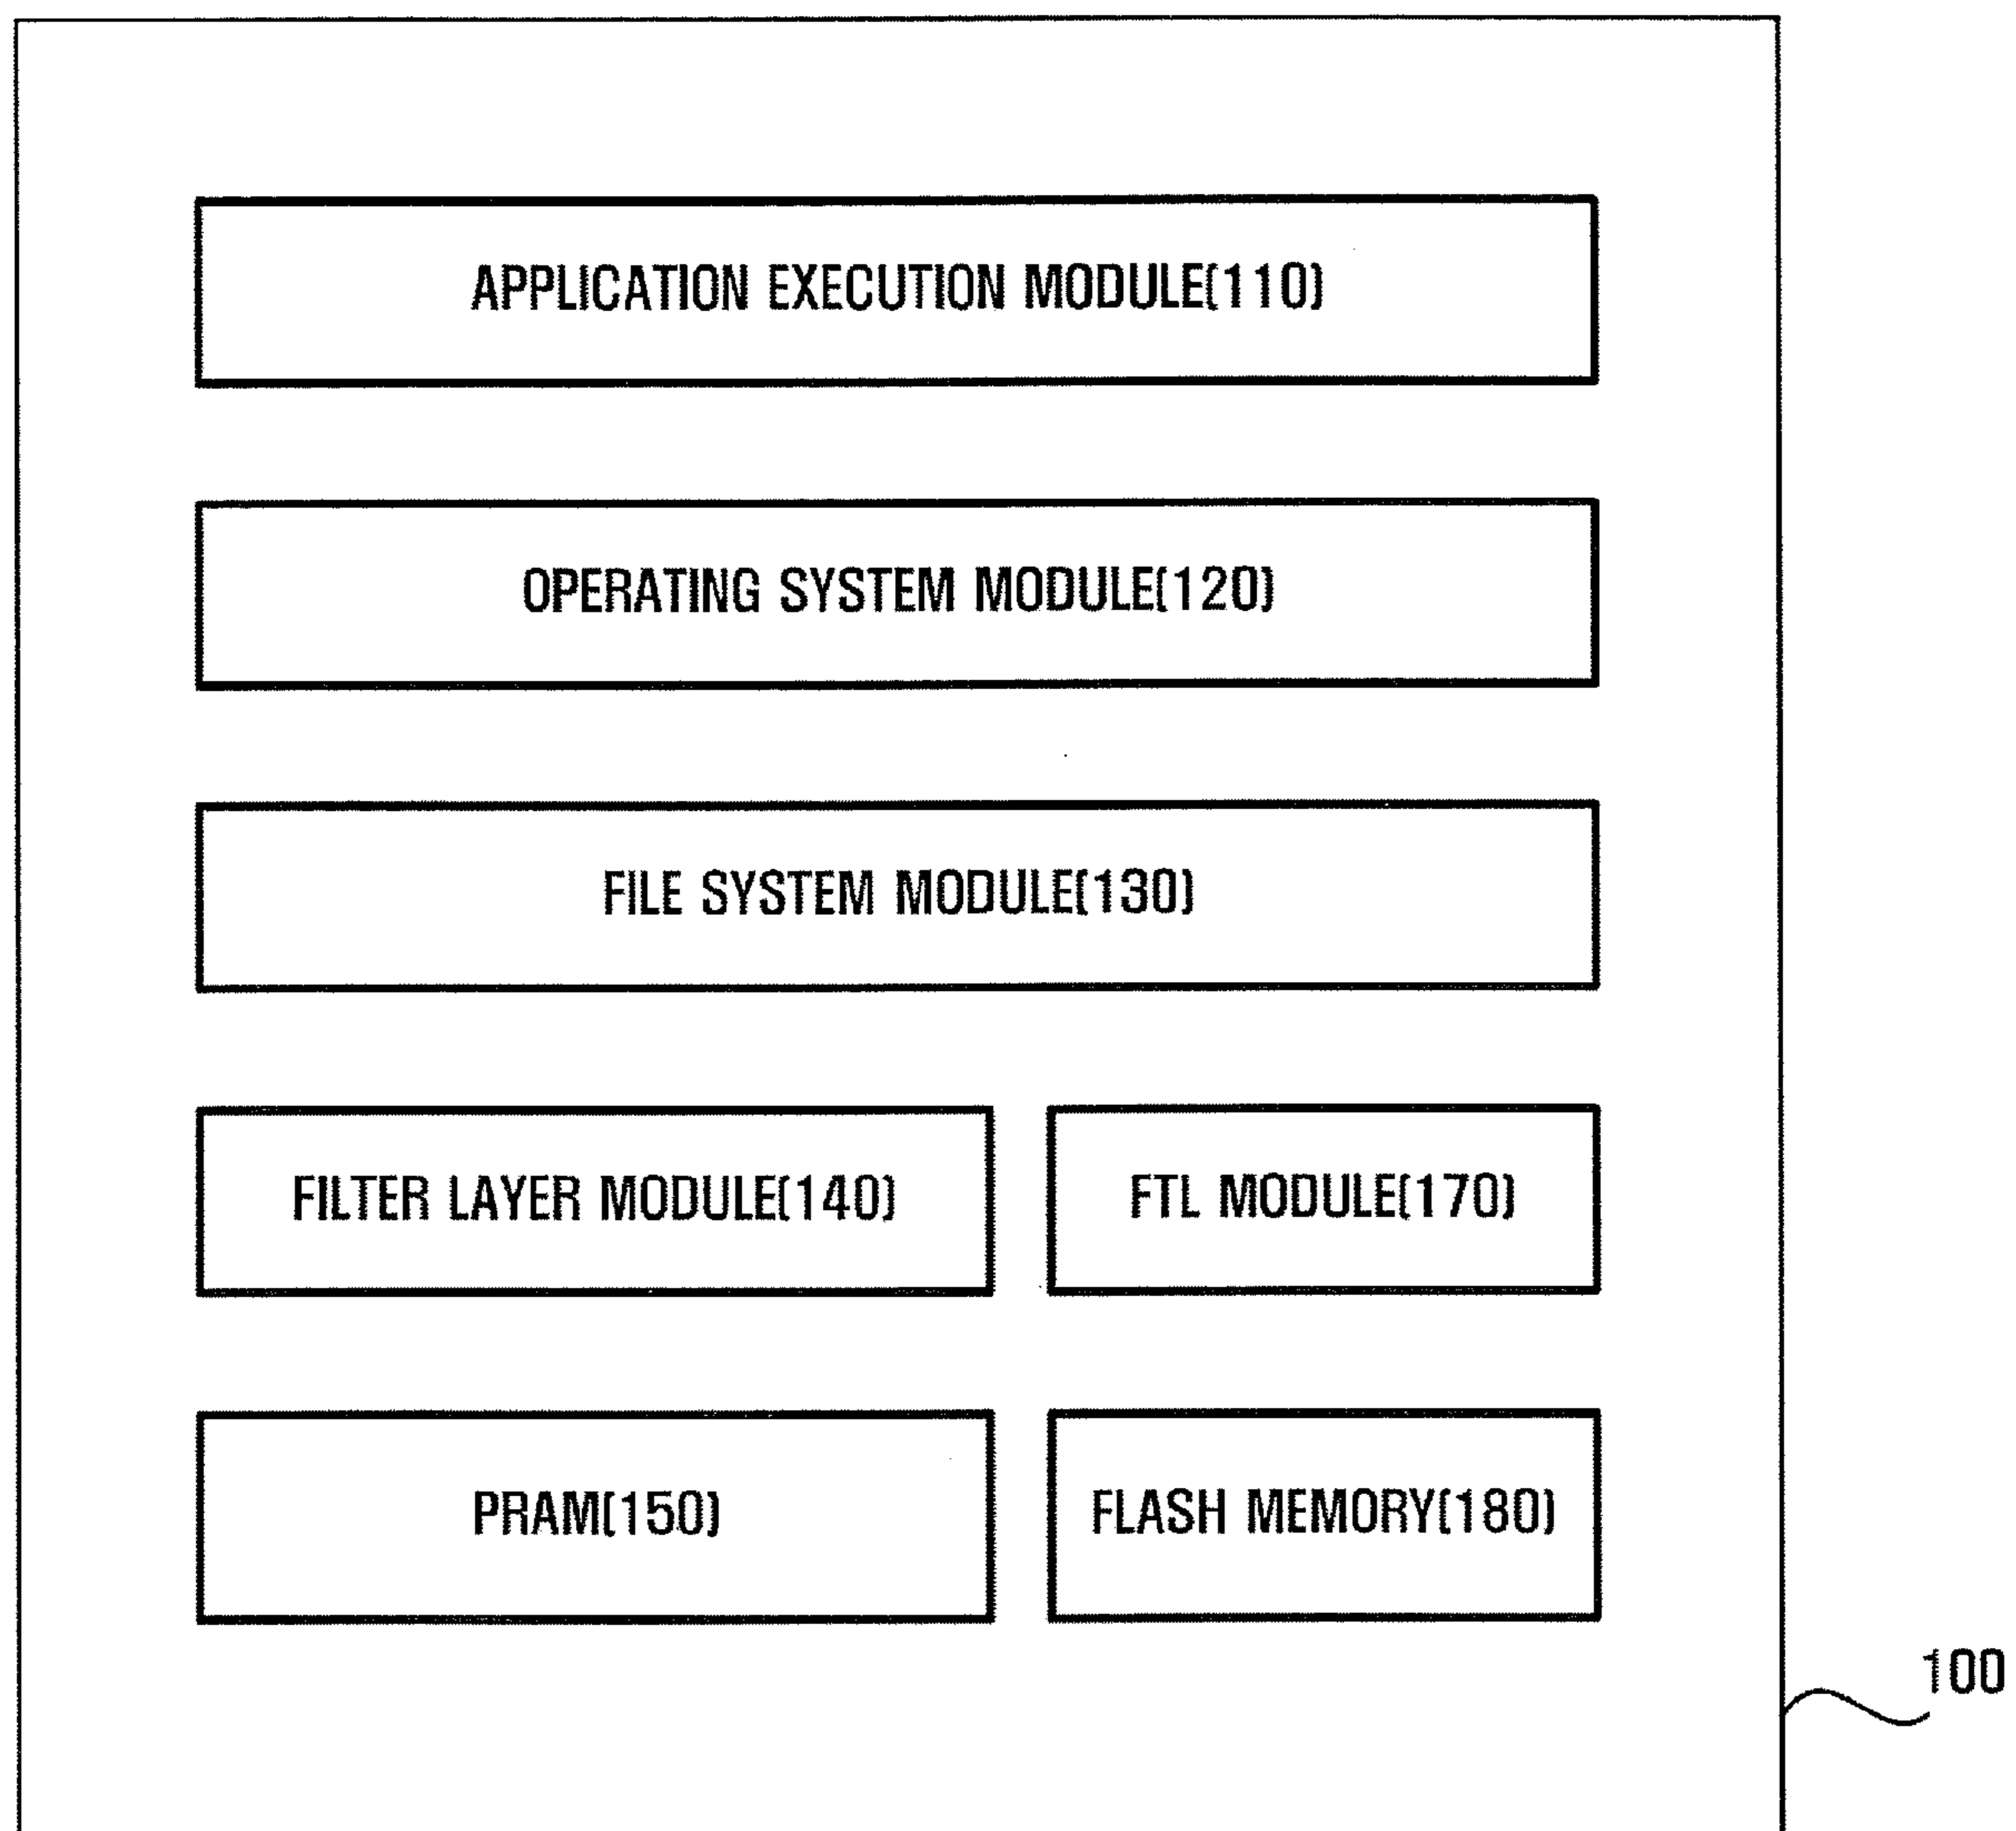 APPLICATION EXECUTION MODULE(110)
OPERATING SYSTEM MODULE(120)
FILE SYSTEM MODULE(130)
FILTER LAYER MODULE(140)
FTL MODULE(170)
PRAM(150)
FLASH MEMORY(180)
100